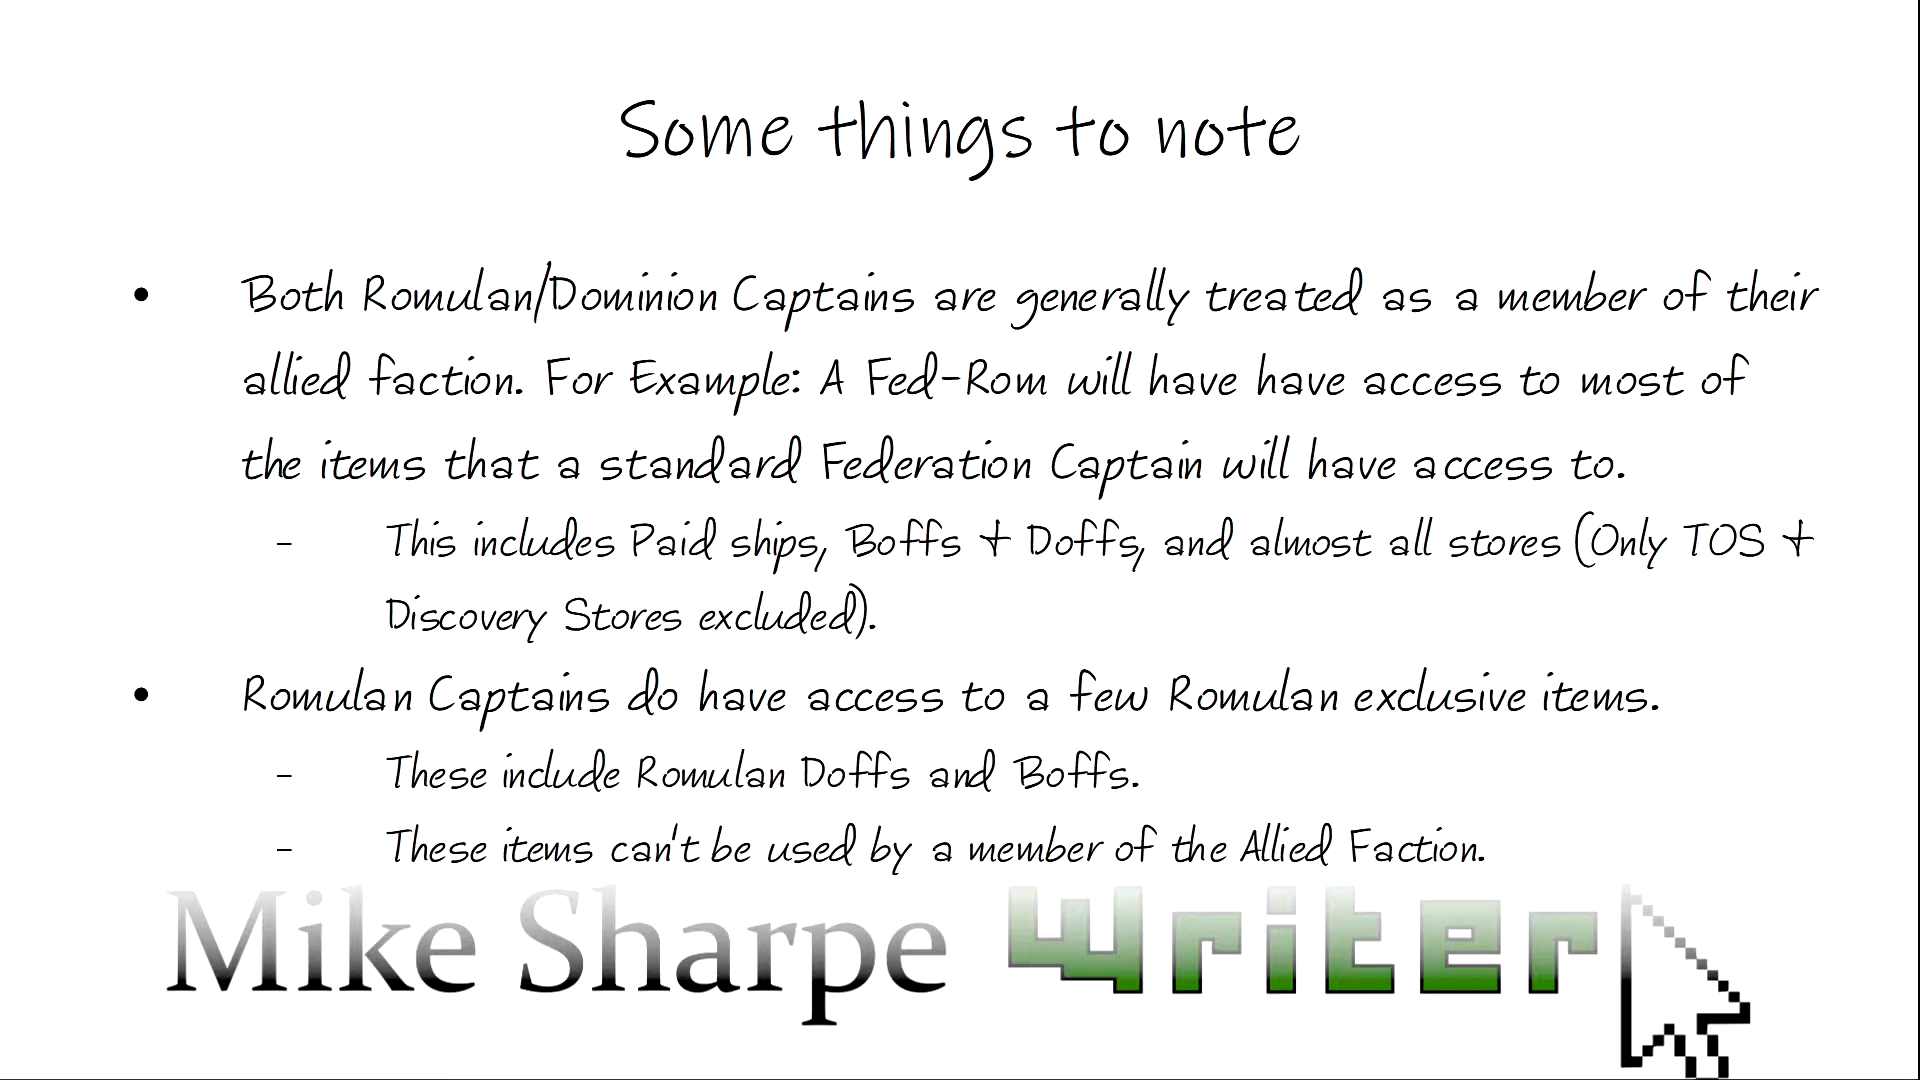 Some things to note
• Both Romulan/Dominion Captains are generally treated as a member of their
allied faction. For Example: A Fed-Rom will have have access to most of
the items that a standard Federation Captain will have access to.
– This includes Paid ships, Boffs + Doffs, and almost all stores (Only TOS +
Discovery Stores excluded).
• Romulan Captains do have access to a few Romulan exclusive items.
– These include Romulan Doffs and Boffs.
– These items can't be used by a member of the Allied Faction.
Mike Sharpe Writer